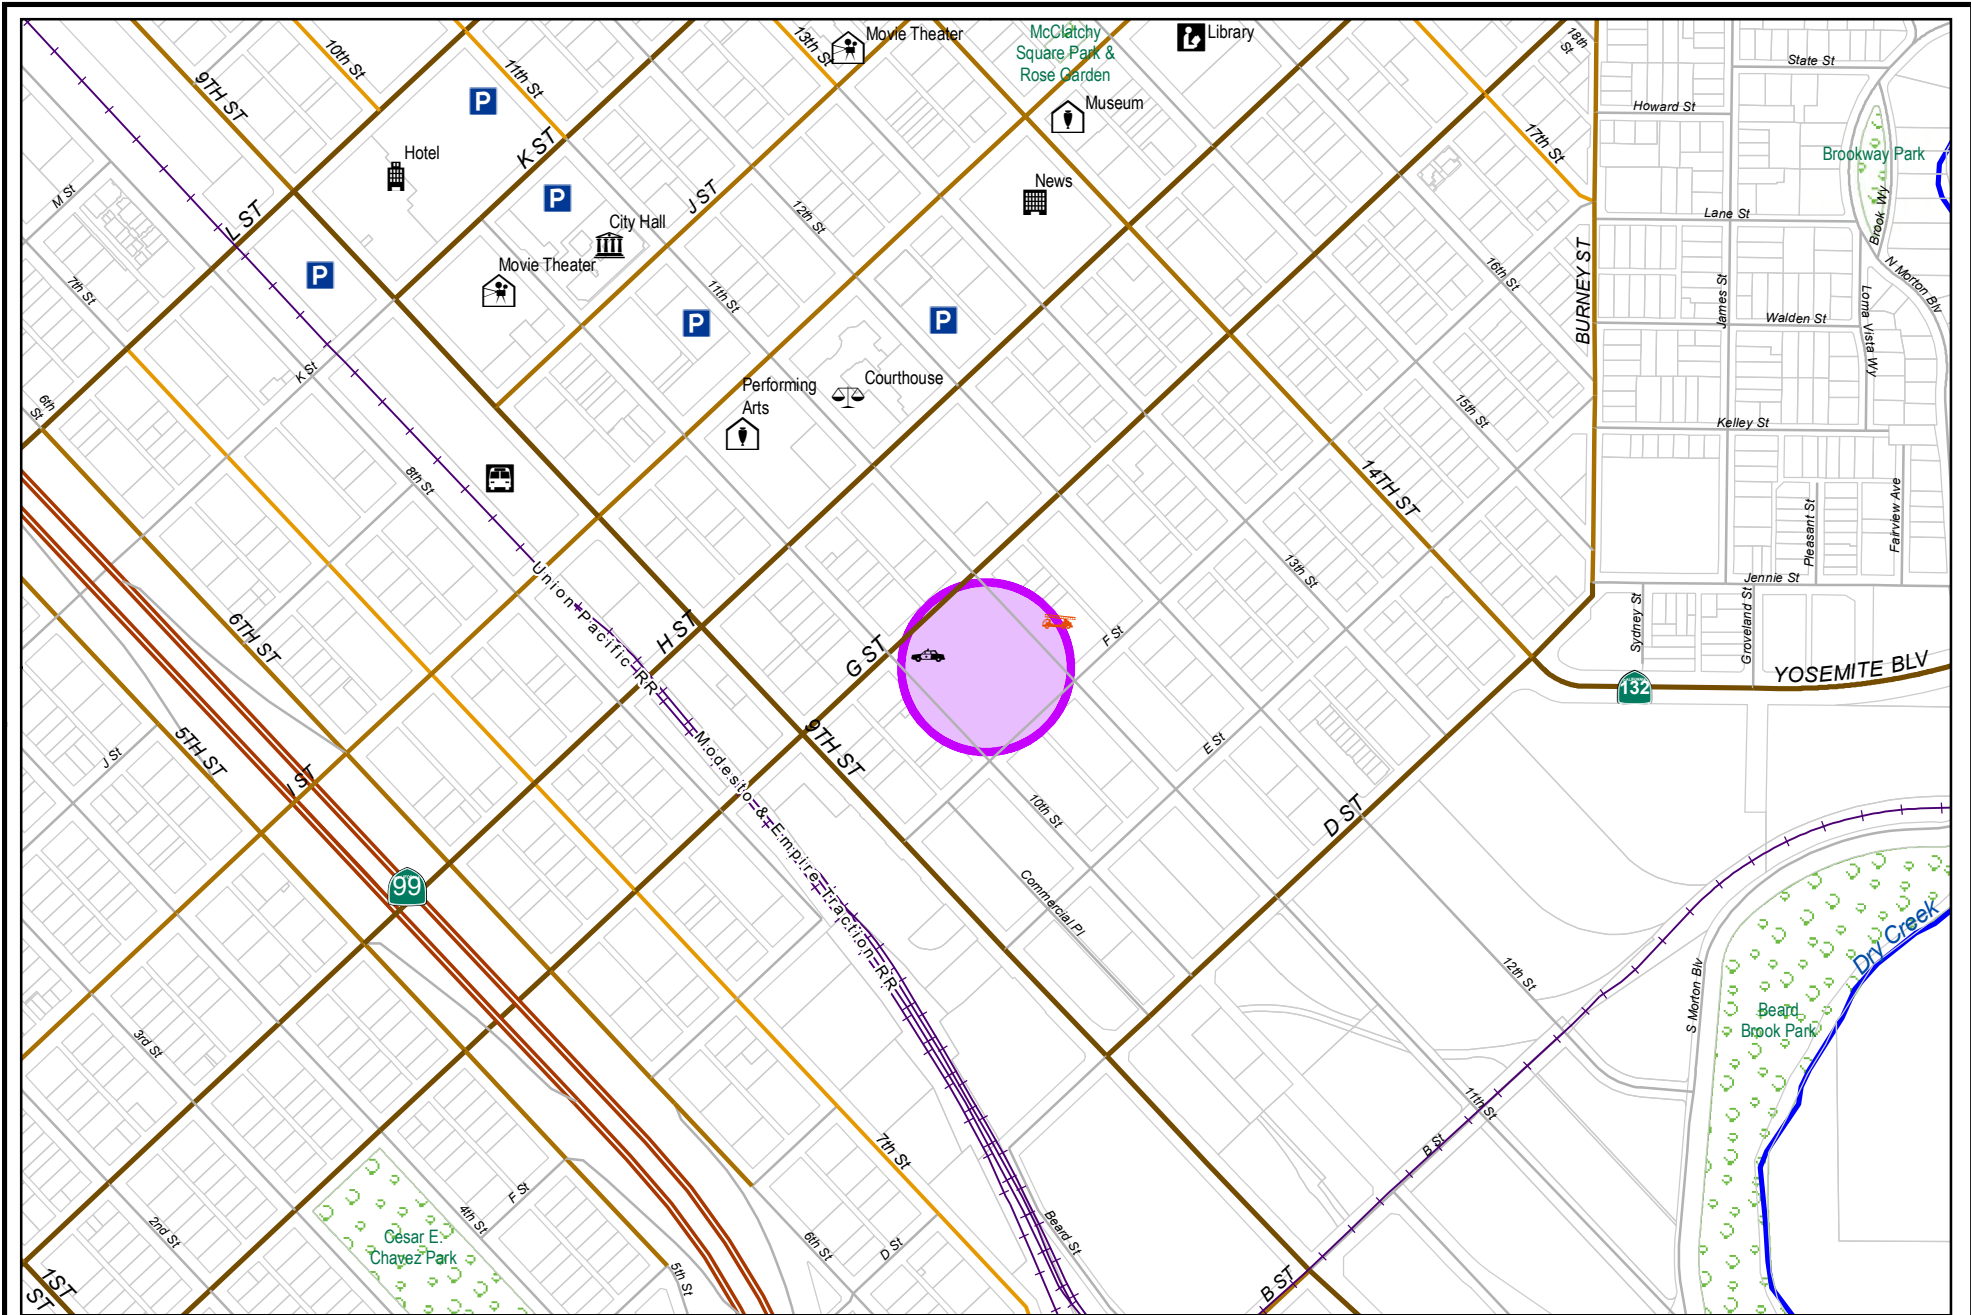 Movie Theater
McClatchy
Square Park &
Rose Garden
Library
10th St
11th St
13th St
18th
St
State St
9TH ST
P
Howard St
Museum
17th St
K ST
Hotel
Brookway Park
M St
L ST
P
J ST
12th St
News
Lane St
Brook Wy
City Hall
BURNEY ST
16th St
N Morton Blv
Movie Theater
P
7th St
11th St
P
P
James St
Walden St
Loma Vista Wy
K St
Performing
Arts
Courthouse
6th
St
15th St
Kelley St
8th St
14TH ST
Pleasant St
Fairview Ave
Union Pacific RR
13th St
Jennie St
6TH ST
H ST
G ST
F St
Sydney St
Groveland St
YOSEMITE BLV
132
5TH ST
J St
I ST
9TH ST
E St
Modesto & Empire Traction RR
10th St
D ST
99
Commercial Pl
Dry Creek
12th St
S Morton Blv
Beard
Brook Park
3rd St
11th St
B St
7th St
F St
4th St
2nd St
Cesar E.
Chavez Park
6th St
D St
Beard St
5th St
1ST
ST
B ST